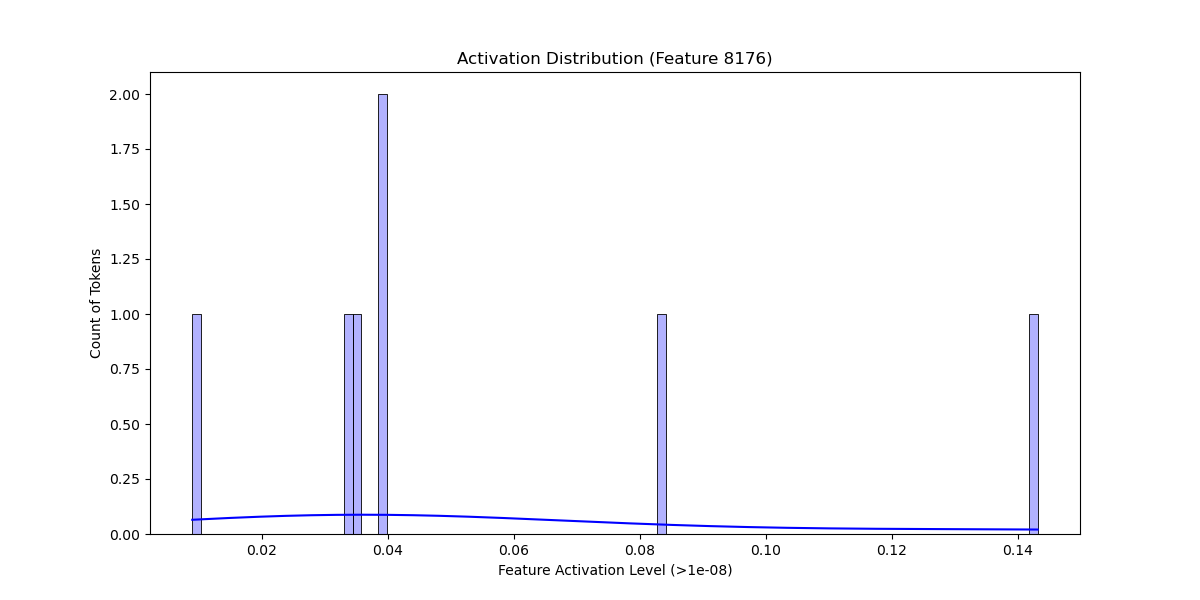 Activation Distribution (Feature 8176)
2.00
1.75
1.50
1.25
1.00
0.75
0.50
0.25
0.00
Count of Tokens
0.02 0.04 0.06 0.08 0.10 0.12 0.14
Feature Activation Level (>1e-08)